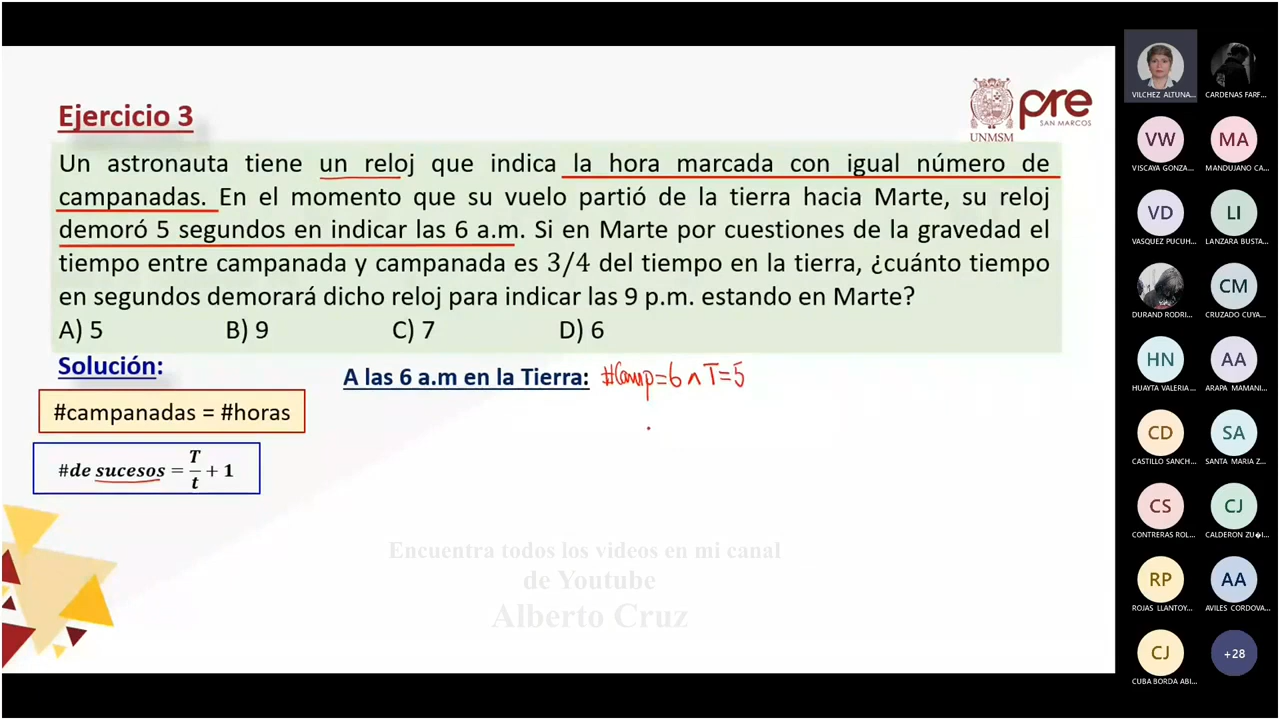 Ejercicio 3
UNMSM
pre
SAN MARCOS
Un astronauta tiene un reloj que indica la hora marcada con igual número de
campanadas. En el momento que su vuelo partió de la tierra hacia Marte, su reloj
demoró 5 segundos en indicar las 6 a.m. Si en Marte por cuestiones de la gravedad el
tiempo entre campanada y campanada es 3/4 del tiempo en la tierra, ¿cuánto tiempo
en segundos demorará dicho reloj para indicar las 9 p.m. estando en Marte?
A) 5 B) 9 C) 7 D) 6
Solución:
A las 6 a.m en la Tierra: #Camp=6 ∧ T=5
#campanadas = #horas
#de sucesos = T/t + 1
Encuentra todos los videos en mi canal
de Youtube
Alberto Cruz
VILCHEZ ALTUNA... CARDENAS FARF...
VW MA
VISCAYA GONZA... MANDUJANO CA...
VD LI
VASQUEZ PUCUH... LANZARA BUSTA...
CM
DURAND RODRI... CRUZADO CUYA...
HN AA
HUAYTA VALERIA... ARAPA MAMANI...
CD SA
CASTILLO SANCH... SANTA MARIA Z...
CS CJ
CONTRERAS ROL... CALDERON ZU�I...
RP AA
ROJAS LLANTOY... AVILES CORDOVA...
CJ +28
CUBA BORDA ABI...